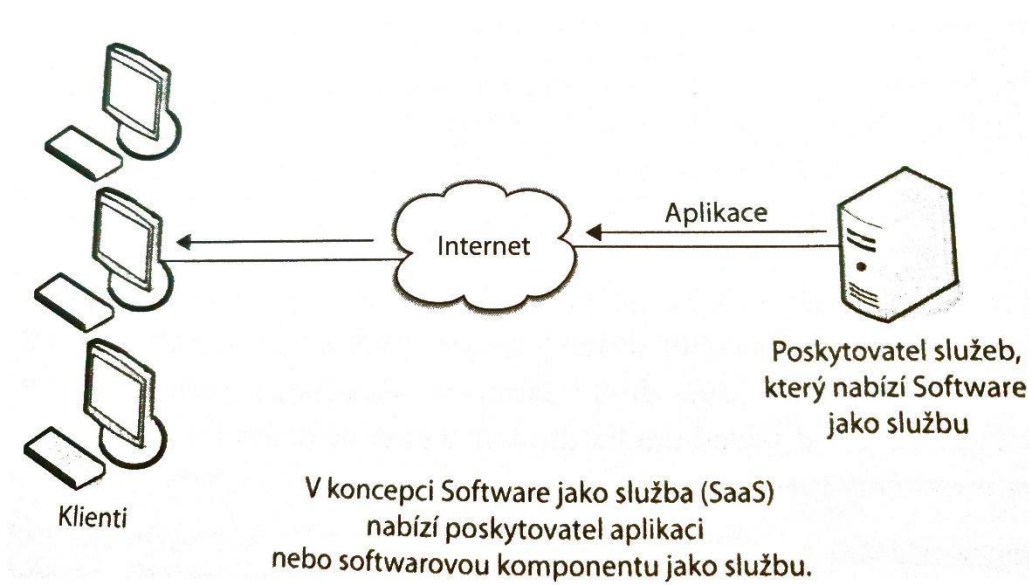 Aplikace
Internet
Poskytovatel služeb,
který nabízí Software
jako službu
Klienti
V koncepci Software jako služba (SaaS)
nabízí poskytovatel aplikaci
nebo softwarovou komponentu jako službu.